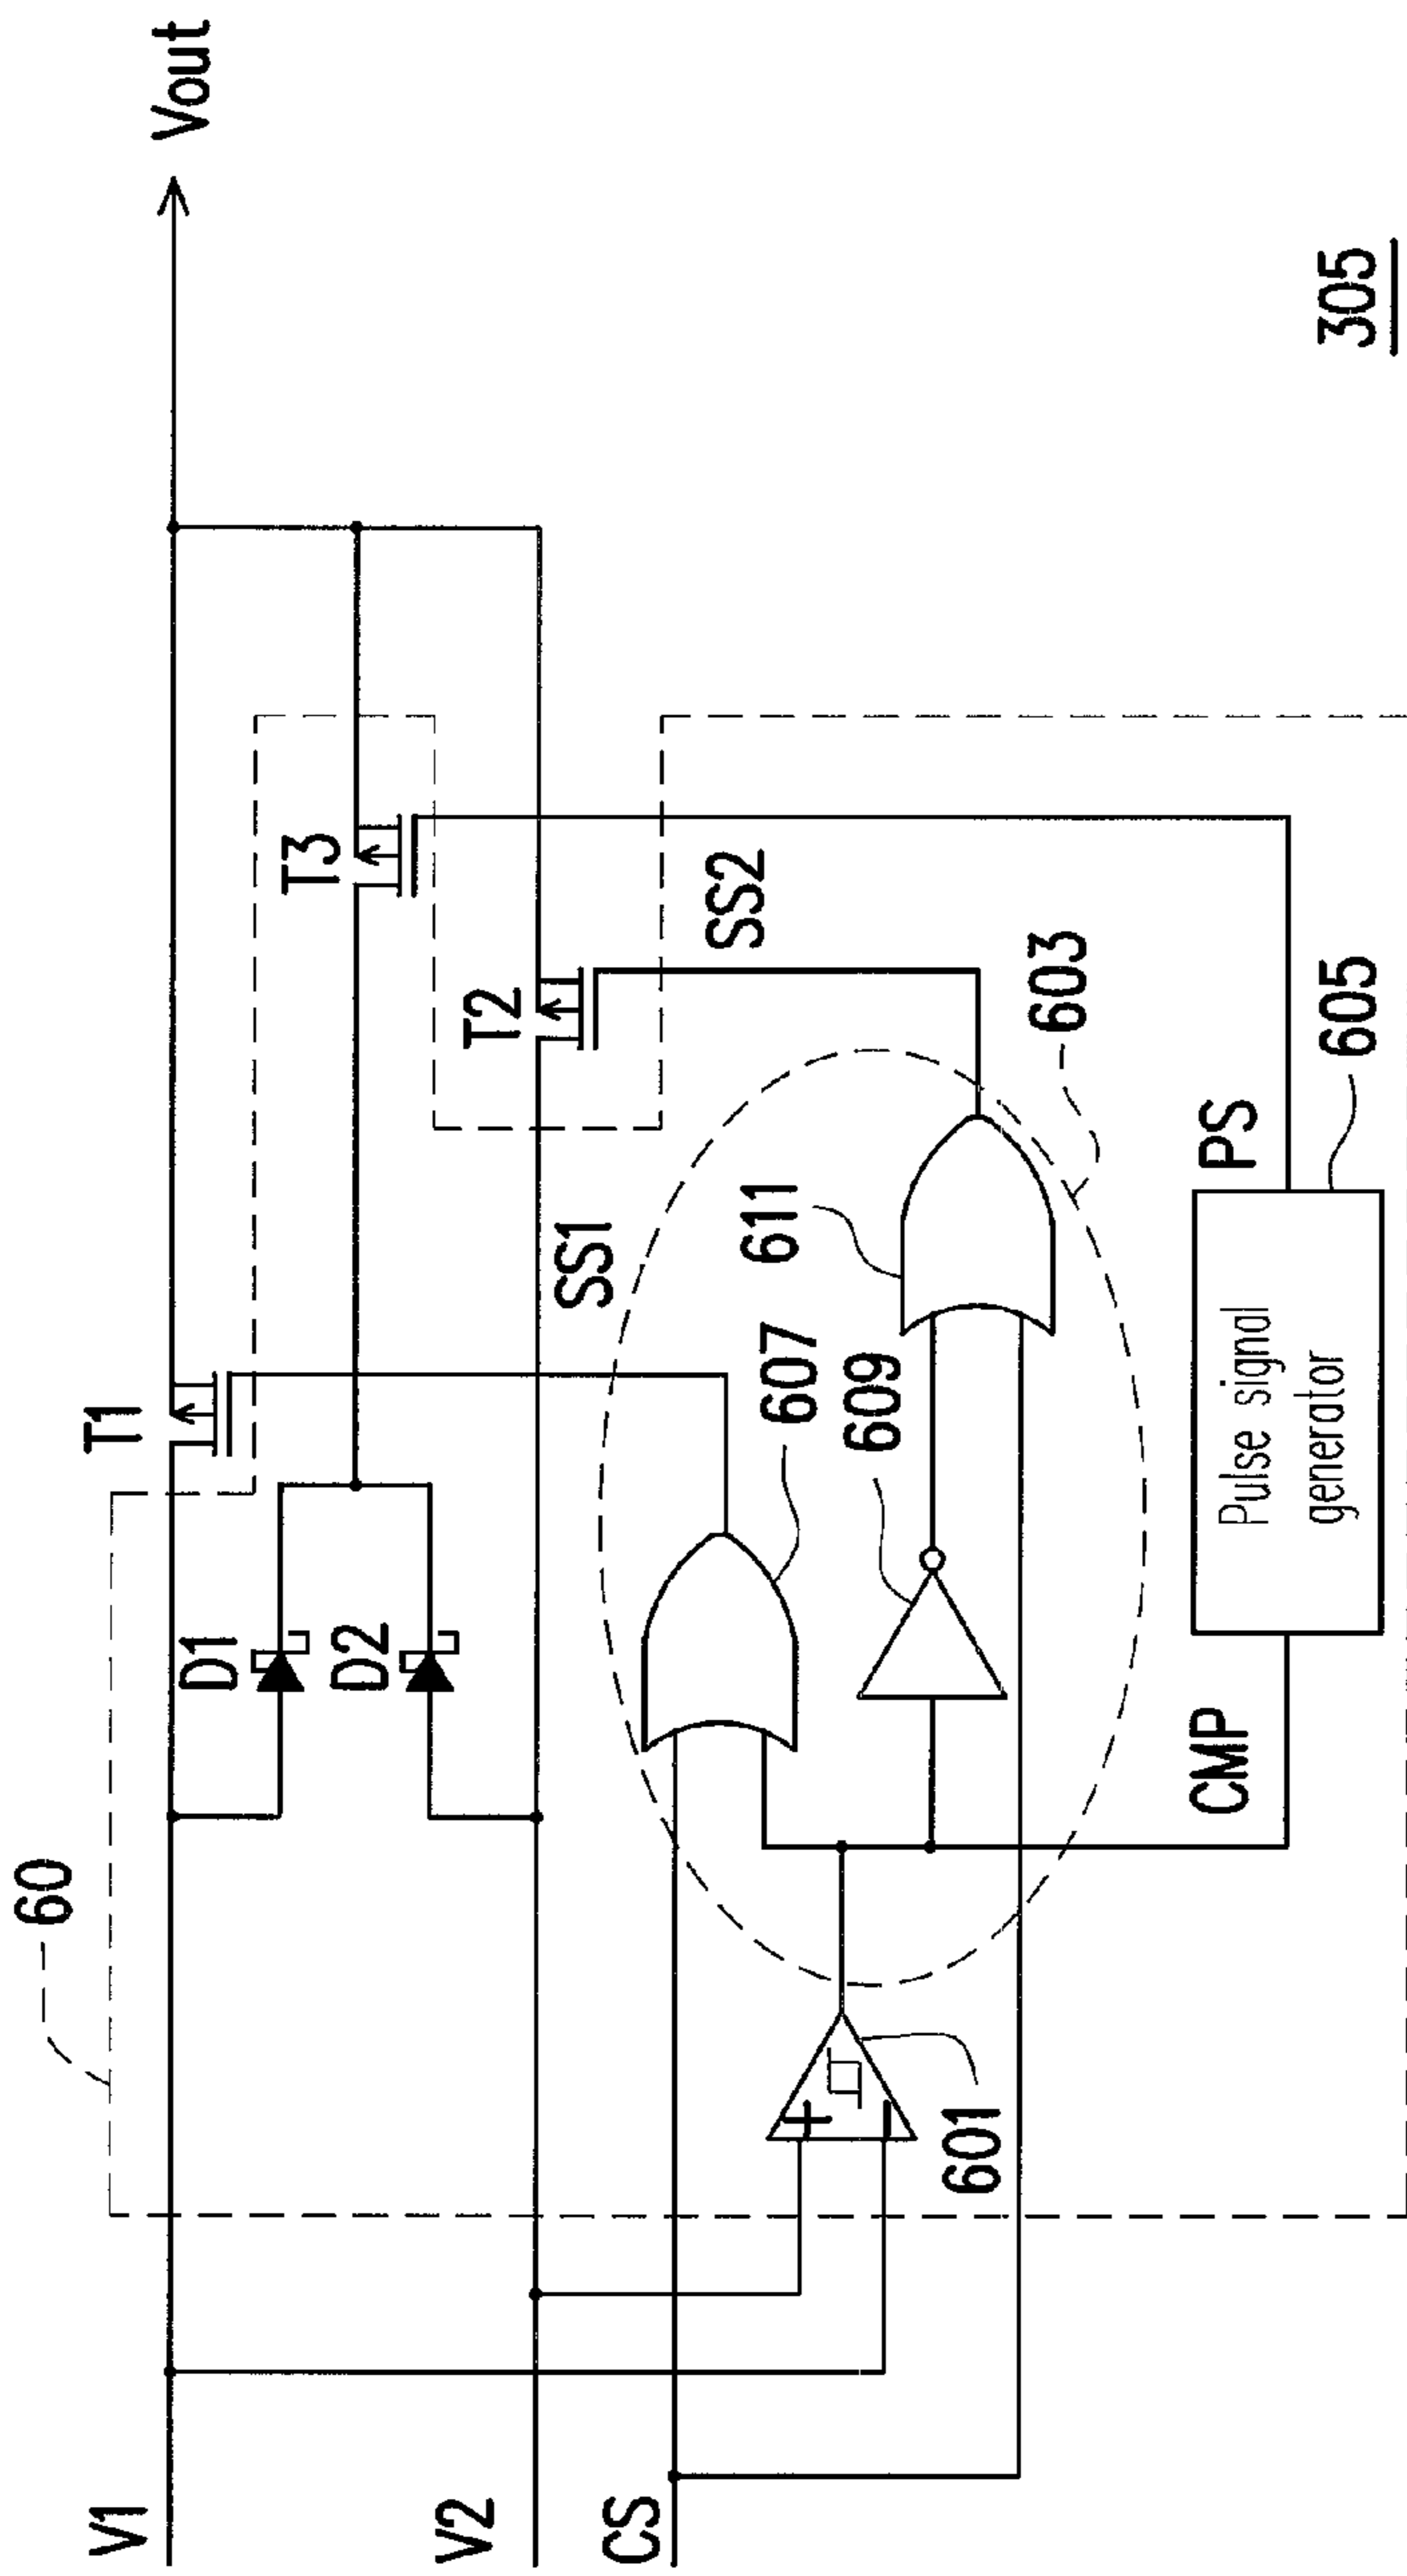 60
V1
T1
Vout
D1
T3
D2
V2
T2
SS1
SS2
CS
607
611
609
603
601
CMP
PS
Pulse signal
generator
605
305